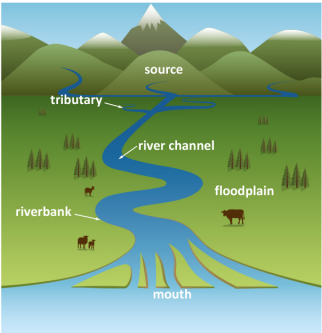 source
tributary
river channel
floodplain
riverbank
mouth